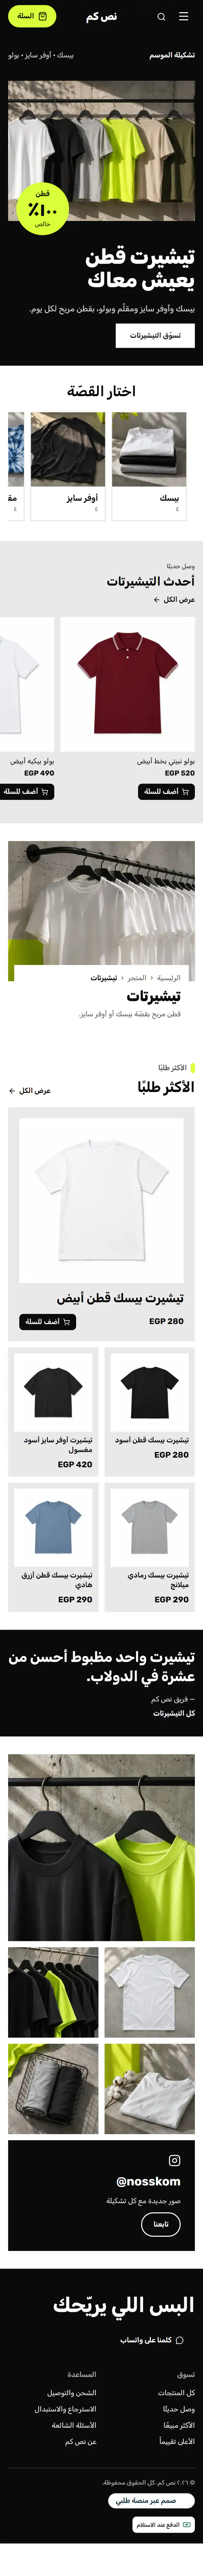 السلة
نص كم
تشكيلة الموسم
بيسك • أوفر سايز • بولو
قطن
١٠٠٪
خالص
تيشيرت قطن
يعيش معاك
بيسك وأوفر سايز ومقلّم وبولو، بقطن مريح لكل يوم.
تسوّق التيشيرتات
اختار القصّة
بيسك
٤
أوفر سايز
٤
مق
٤
وصل حديثًا
أحدث التيشيرتات
عرض الكل
بولو نبيتي بخط أبيض
520 EGP
أضف للسلة
بولو بيكيه أبيض
490 EGP
أضف للسلة
الرئيسية › المتجر › تيشيرتات
تيشيرتات
قطن مريح بقصّة بيسك أو أوفر سايز.
الأكثر طلبًا
الأكثر طلبًا
عرض الكل
تيشيرت بيسك قطن أبيض
280 EGP
أضف للسلة
تيشيرت بيسك قطن أسود
280 EGP
تيشيرت أوفر سايز أسود
مغسول
420 EGP
تيشيرت بيسك رمادي
ميلانج
290 EGP
تيشيرت بيسك قطن أزرق
هادي
290 EGP
تيشيرت واحد مظبوط أحسن من
عشرة في الدولاب.
— فريق نص كم
كل التيشيرتات
@nosskom
صور جديدة مع كل تشكيلة
تابعنا
البس اللي يريّحك
كلمنا على واتساب
تسوق
كل المنتجات
وصل حديثًا
الأكثر مبيعًا
الأعلى تقييماً
المساعدة
الشحن والتوصيل
الاسترجاع والاستبدال
الأسئلة الشائعة
عن نص كم
© ٢٠٢٦ نص كم. كل الحقوق محفوظة.
صمم عبر منصة طلبي
الدفع عند الاستلام